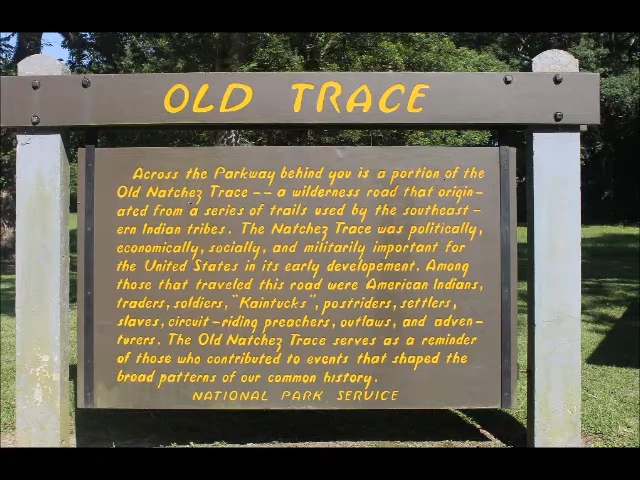 OLD TRACE
Across the Parkway behind you is a portion of the
Old Natchez Trace -- a wilderness road that origin-
ated from a series of trails used by the southeast-
ern Indian tribes. The Natchez Trace was politically,
economically, socially, and militarily important for
the United States in its early developement. Among
those that traveled this road were American Indians,
traders, soldiers, "Kaintucks", postriders, settlers,
slaves, circuit-riding preachers, outlaws, and adven-
turers. The Old Natchez Trace serves as a reminder
of those who contributed to events that shaped the
broad patterns of our common history.
NATIONAL PARK SERVICE